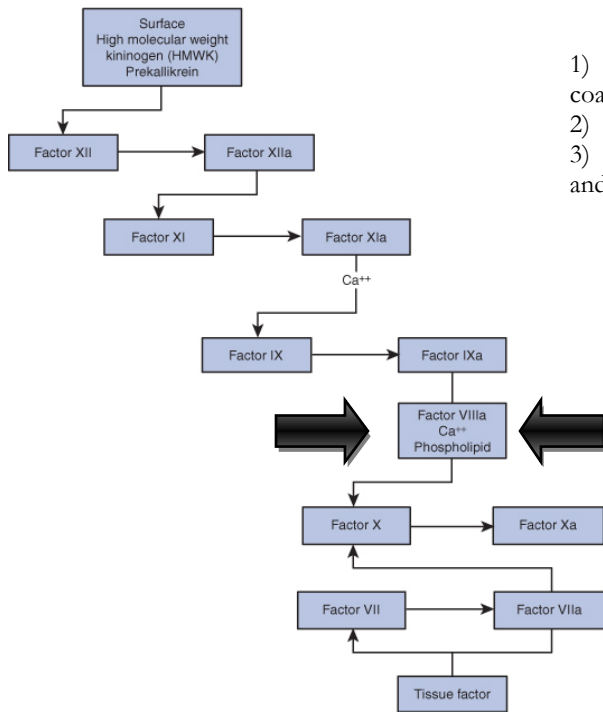 Surface
High molecular weight
kininogen (HMWK)
Prekallikrein
1)
2)
3)
and
Factor XII
Factor XIIa
Factor XI
Factor XIa
Ca⁺⁺
Factor IX
Factor IXa
Factor VIIIa
Ca⁺⁺
Phospholipid
Factor X
Factor Xa
Factor VII
Factor VIIa
Tissue factor